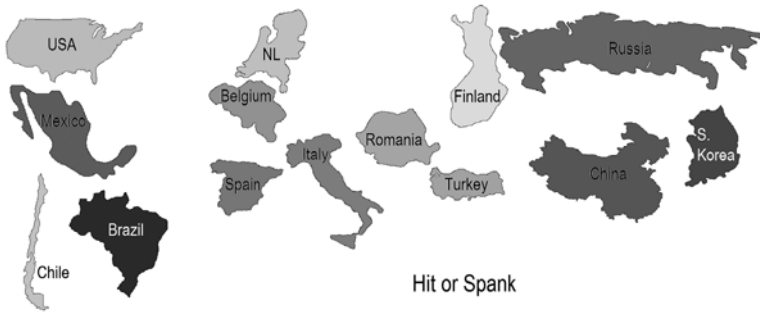 USA
NL
Finland
Russia
Mexico
Belgium
Romania
Italy
S.
Korea
Spain
Turkey
China
Brazil
Chile
Hit or Spank